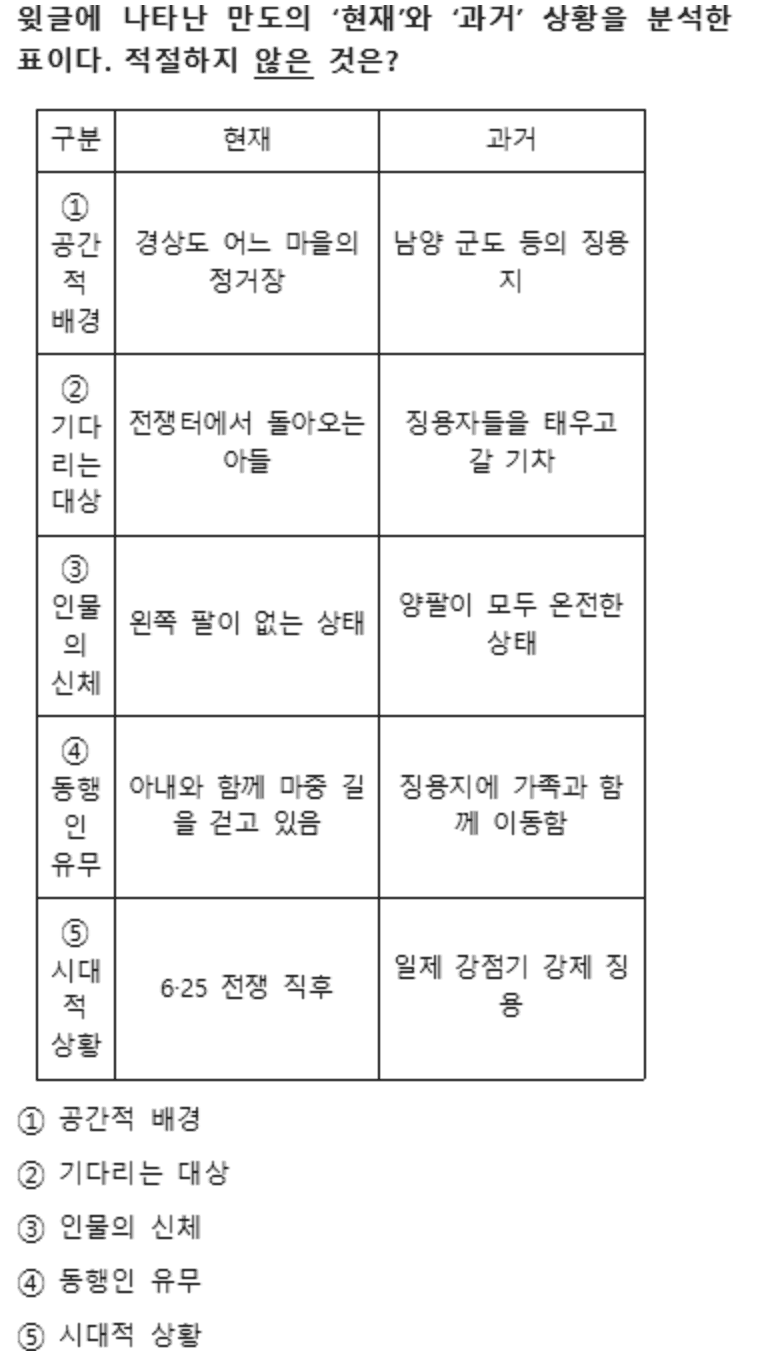 윗글에 나타난 만도의 ‘현재’와 ‘과거’ 상황을 분석한
표이다. 적절하지 않은 것은?
구분 현재 과거
①
공간
적
배경
경상도 어느 마을의
정거장
남양 군도 등의 징용
지
②
기다
리는
대상
전쟁터에서 돌아오는
아들
징용자들을 태우고
갈 기차
③
인물
의
신체
왼쪽 팔이 없는 상태
양팔이 모두 온전한
상태
④
동행
인
유무
아내와 함께 마중 길
을 걷고 있음
징용지에 가족과 함
께 이동함
⑤
시대
적
상황
6·25 전쟁 직후
일제 강점기 강제 징
용
① 공간적 배경
② 기다리는 대상
③ 인물의 신체
④ 동행인 유무
⑤ 시대적 상황